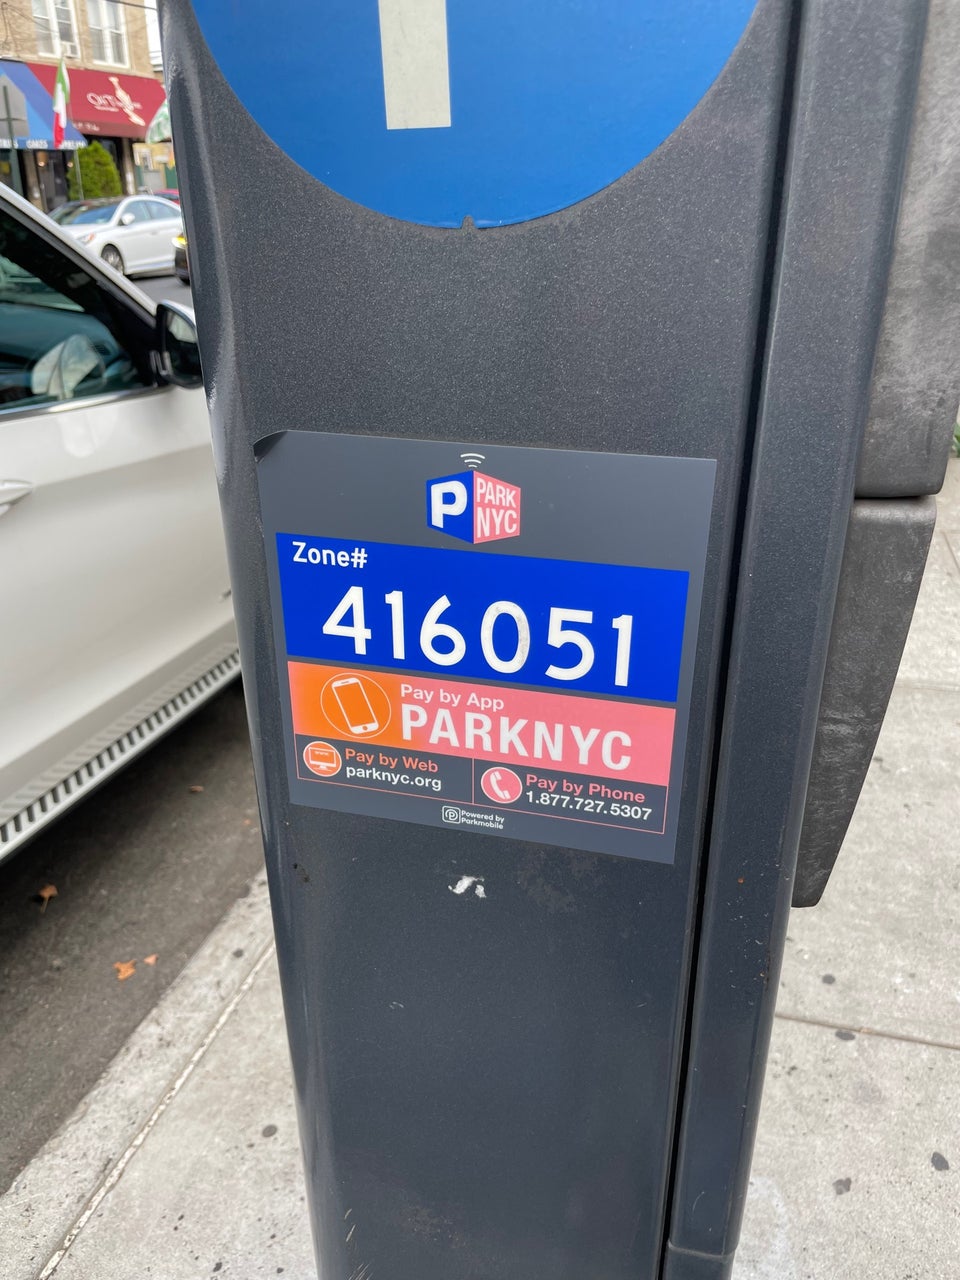 P PARK
NYC
Zone#
416051
Pay by App
PARKNYC
Pay by Web
parknyc.org
Pay by Phone
1.877.727.5307
P Powered by
Parkmobile